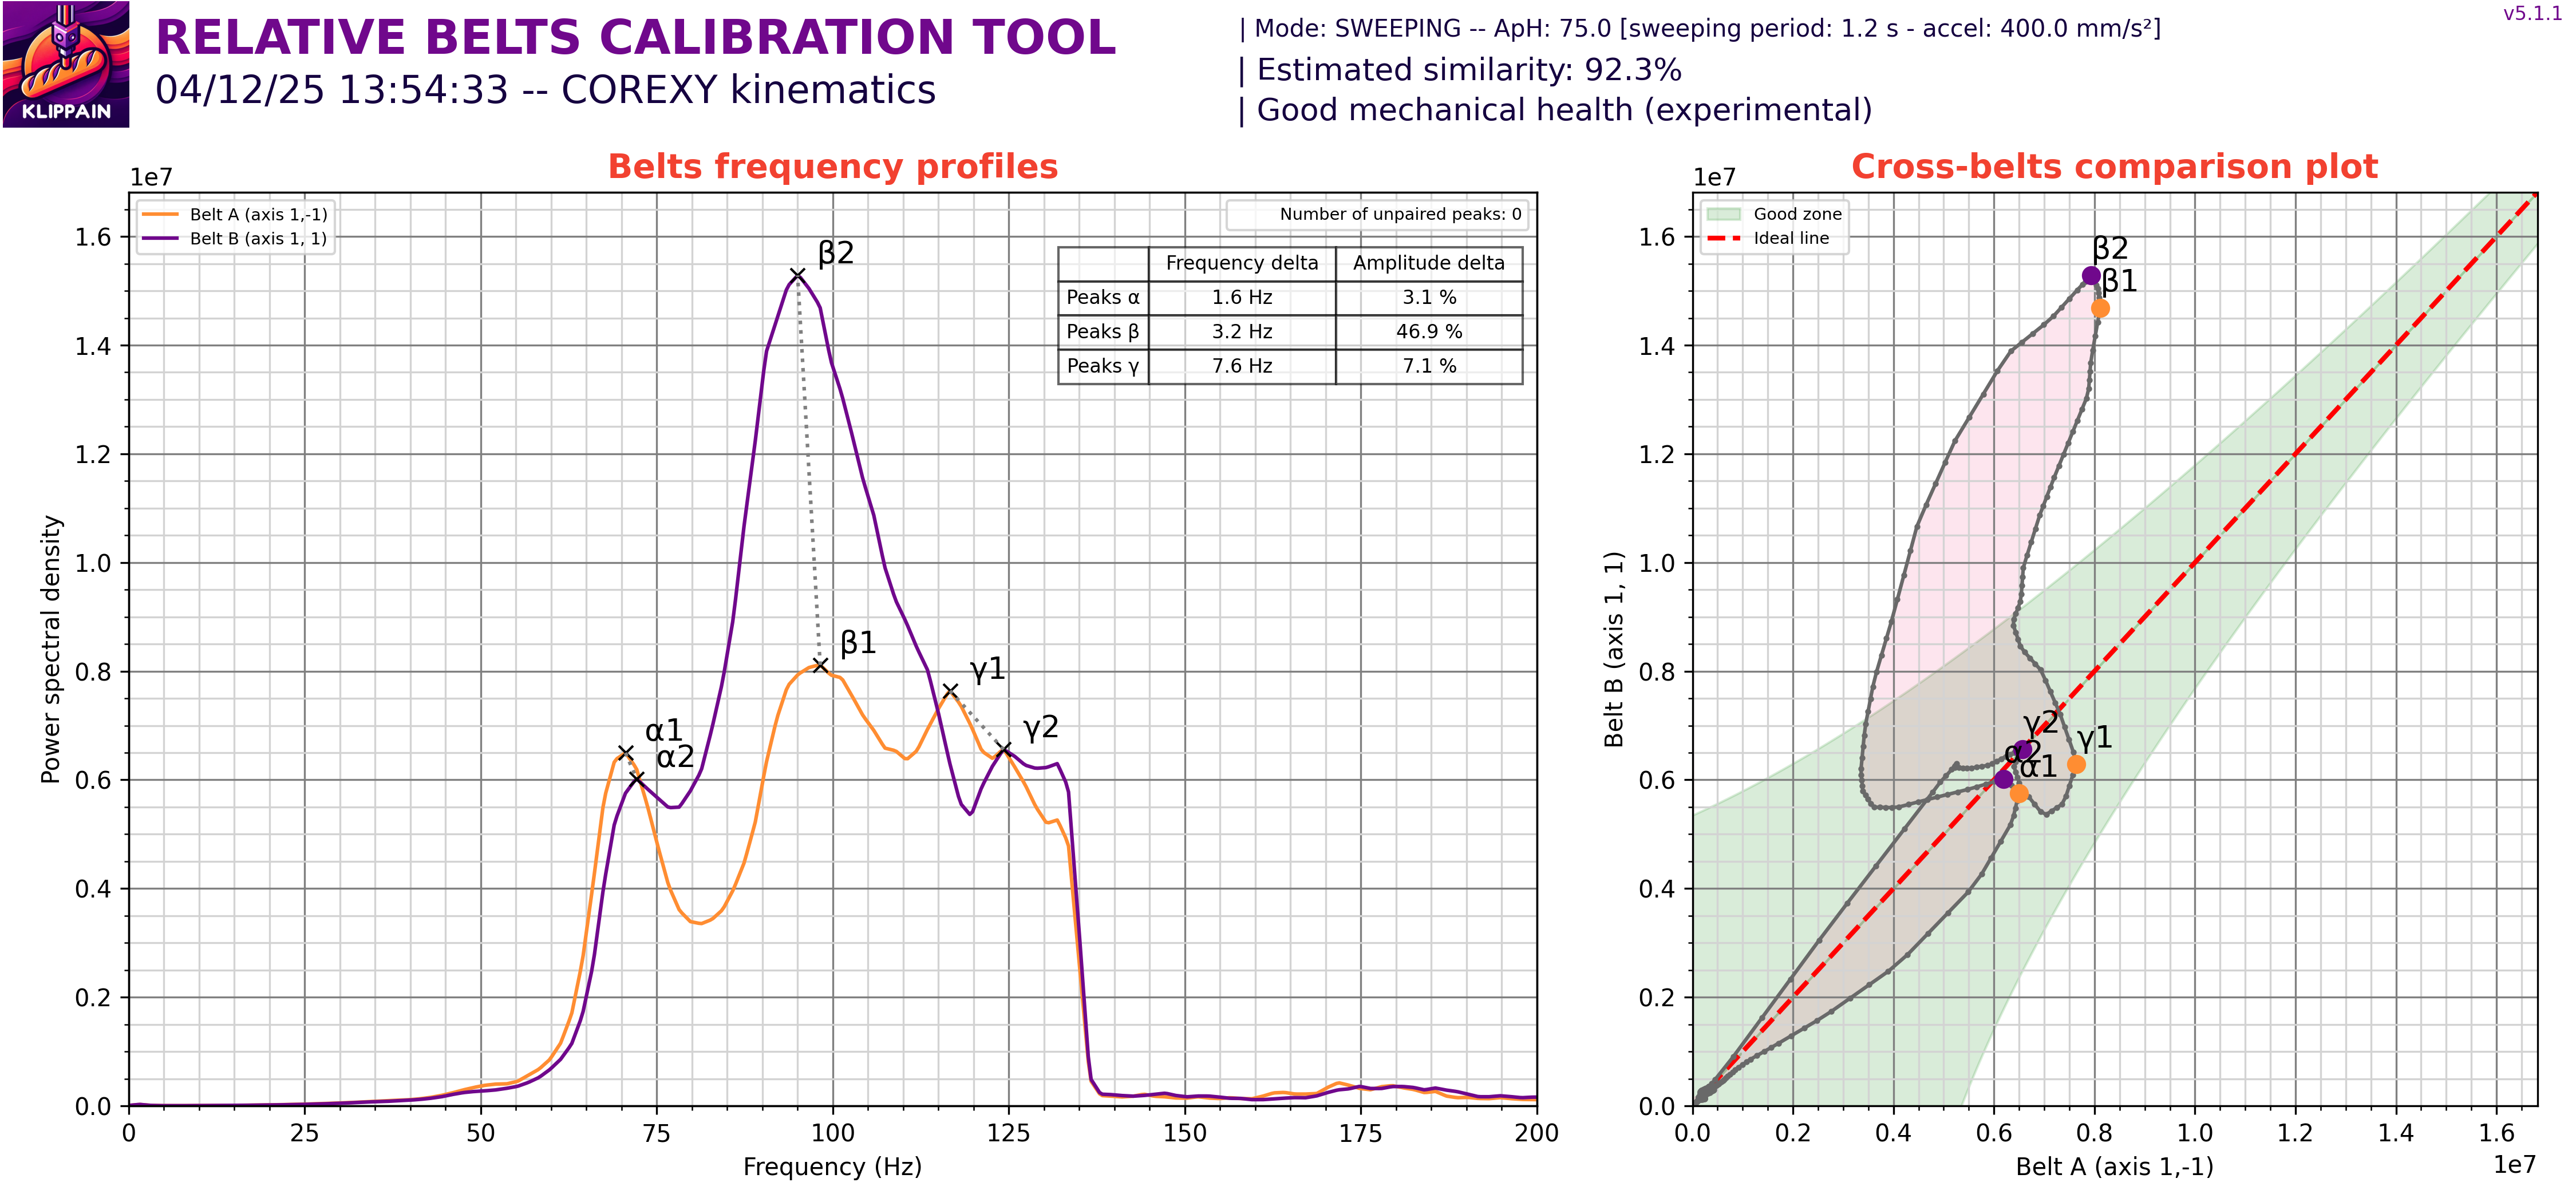 KLIPPAIN
RELATIVE BELTS CALIBRATION TOOL
04/12/25 13:54:33 -- COREXY kinematics
| Mode: SWEEPING -- ApH: 75.0 [sweeping period: 1.2 s - accel: 400.0 mm/s²]
| Estimated similarity: 92.3%
| Good mechanical health (experimental)
v5.1.1
Belts frequency profiles
1e7
Belt A (axis 1,-1)
Belt B (axis 1, 1)
Number of unpaired peaks: 0
Frequency delta Amplitude delta
Peaks α 1.6 Hz 3.1 %
Peaks β 3.2 Hz 46.9 %
Peaks γ 7.6 Hz 7.1 %
β2
β1
γ1
γ2
α1
α2
Power spectral density
1.6
1.4
1.2
1.0
0.8
0.6
0.4
0.2
0.0
0 25 50 75 100 125 150 175 200
Frequency (Hz)
Cross-belts comparison plot
1e7
Good zone
Ideal line
β2
β1
γ2
γ1
α2
α1
Belt B (axis 1, 1)
1.6
1.4
1.2
1.0
0.8
0.6
0.4
0.2
0.0
0.0 0.2 0.4 0.6 0.8 1.0 1.2 1.4 1.6
Belt A (axis 1,-1)
1e7